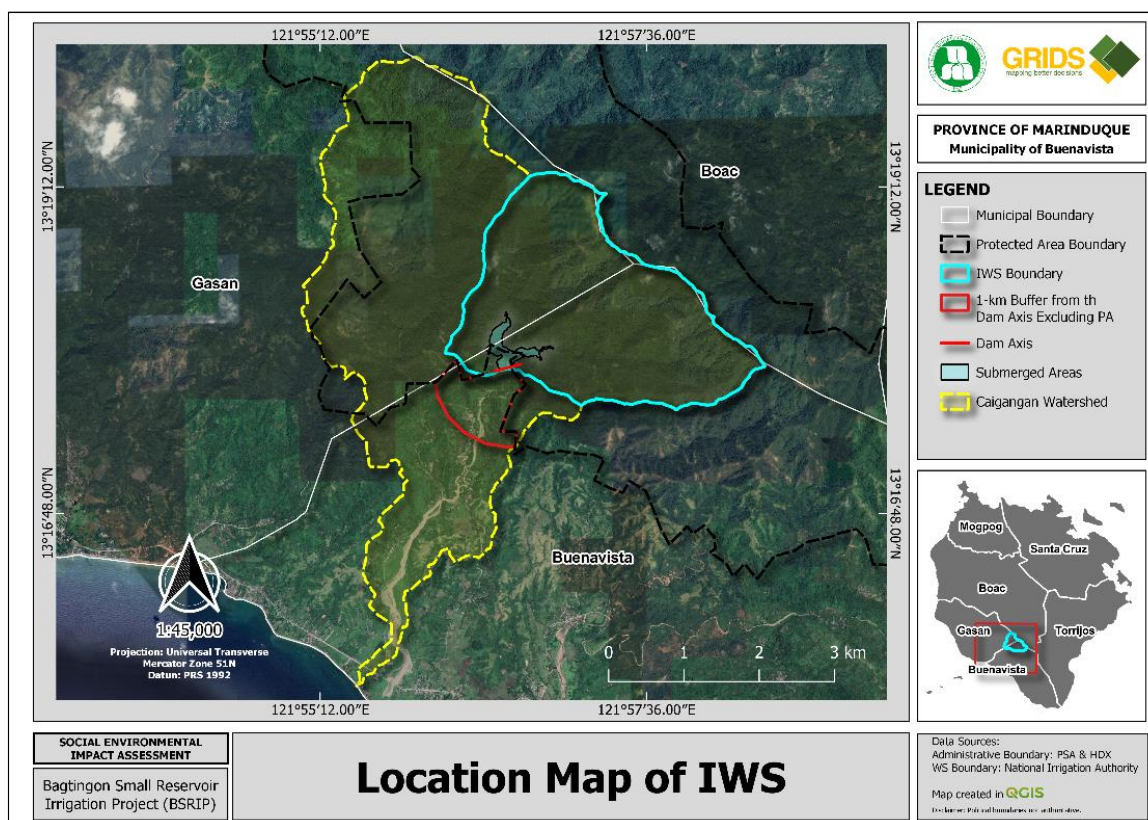 121°55′12.00″E
121°57′36.00″E
13°19′12.00″N
13°19′12.00″N
Boac
Gasan
13°16′48.00″N
13°16′48.00″N
Buenavista
1:45,000
Projection: Universal Transverse
Mercator Zone 51N
Datun: PRS 1992
0 1 2 3 km
121°55′12.00″E
121°57′36.00″E
GRIDS
mapping better decisions
PROVINCE OF MARINDUQUE
Municipality of Buenavista
LEGEND
Municipal Boundary
Protected Area Boundary
IWS Boundary
1-km Buffer from th
Dam Axis Excluding PA
Dam Axis
Submerged Areas
Caigangan Watershed
Mogpog
Santa Cruz
Boac
Gasan
Torrijos
Buenavista
SOCIAL ENVIRONMENTAL
IMPACT ASSESSMENT
Bagtingon Small Reservoir
Irrigation Project (BSRIP)
Location Map of IWS
Data Sources:
Administrative Boundary: PSA & HDX
WS Boundary: National Irrigation Authority
Map created in QGIS
Disclaimer: Political boundaries not authoritative.